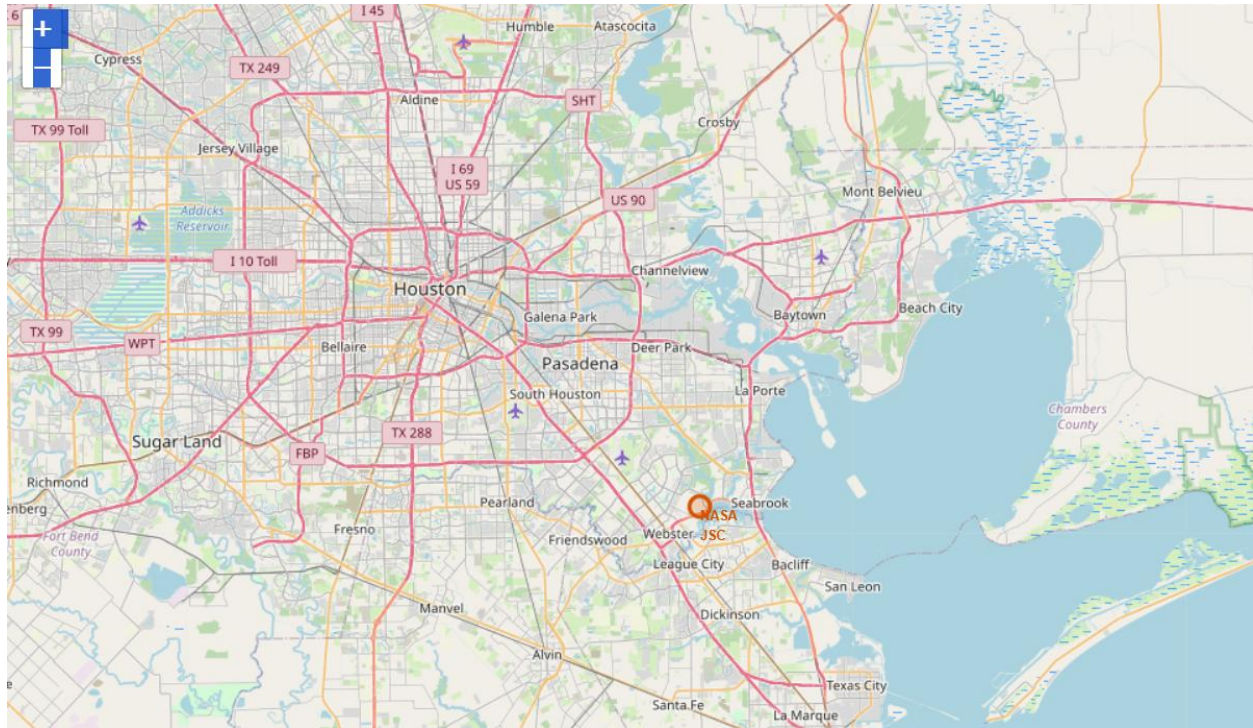 6
I 45
Humble
Atascocita
+
Cypress
TX 249
−
Aldine
SHT
TX 99 Toll
Crosby
Jersey Village
I 69
US 59
Mont Belvieu
US 90
Addicks
Reservoir
I 10 Toll
Channelview
Houston
Beach City
Galena Park
Baytown
TX 99
WPT
Bellaire
Deer Park
Pasadena
La Porte
South Houston
Chambers
County
TX 288
Sugar Land
FBP
Richmond
Pearland
Seabrook
enberg
NASA
JSC
Fresno
Webster
Friendswood
Fort Bend
County
League City
Bacliff
San Leon
Manvel
Dickinson
Alvin
Texas City
e
Santa Fe
La Marque